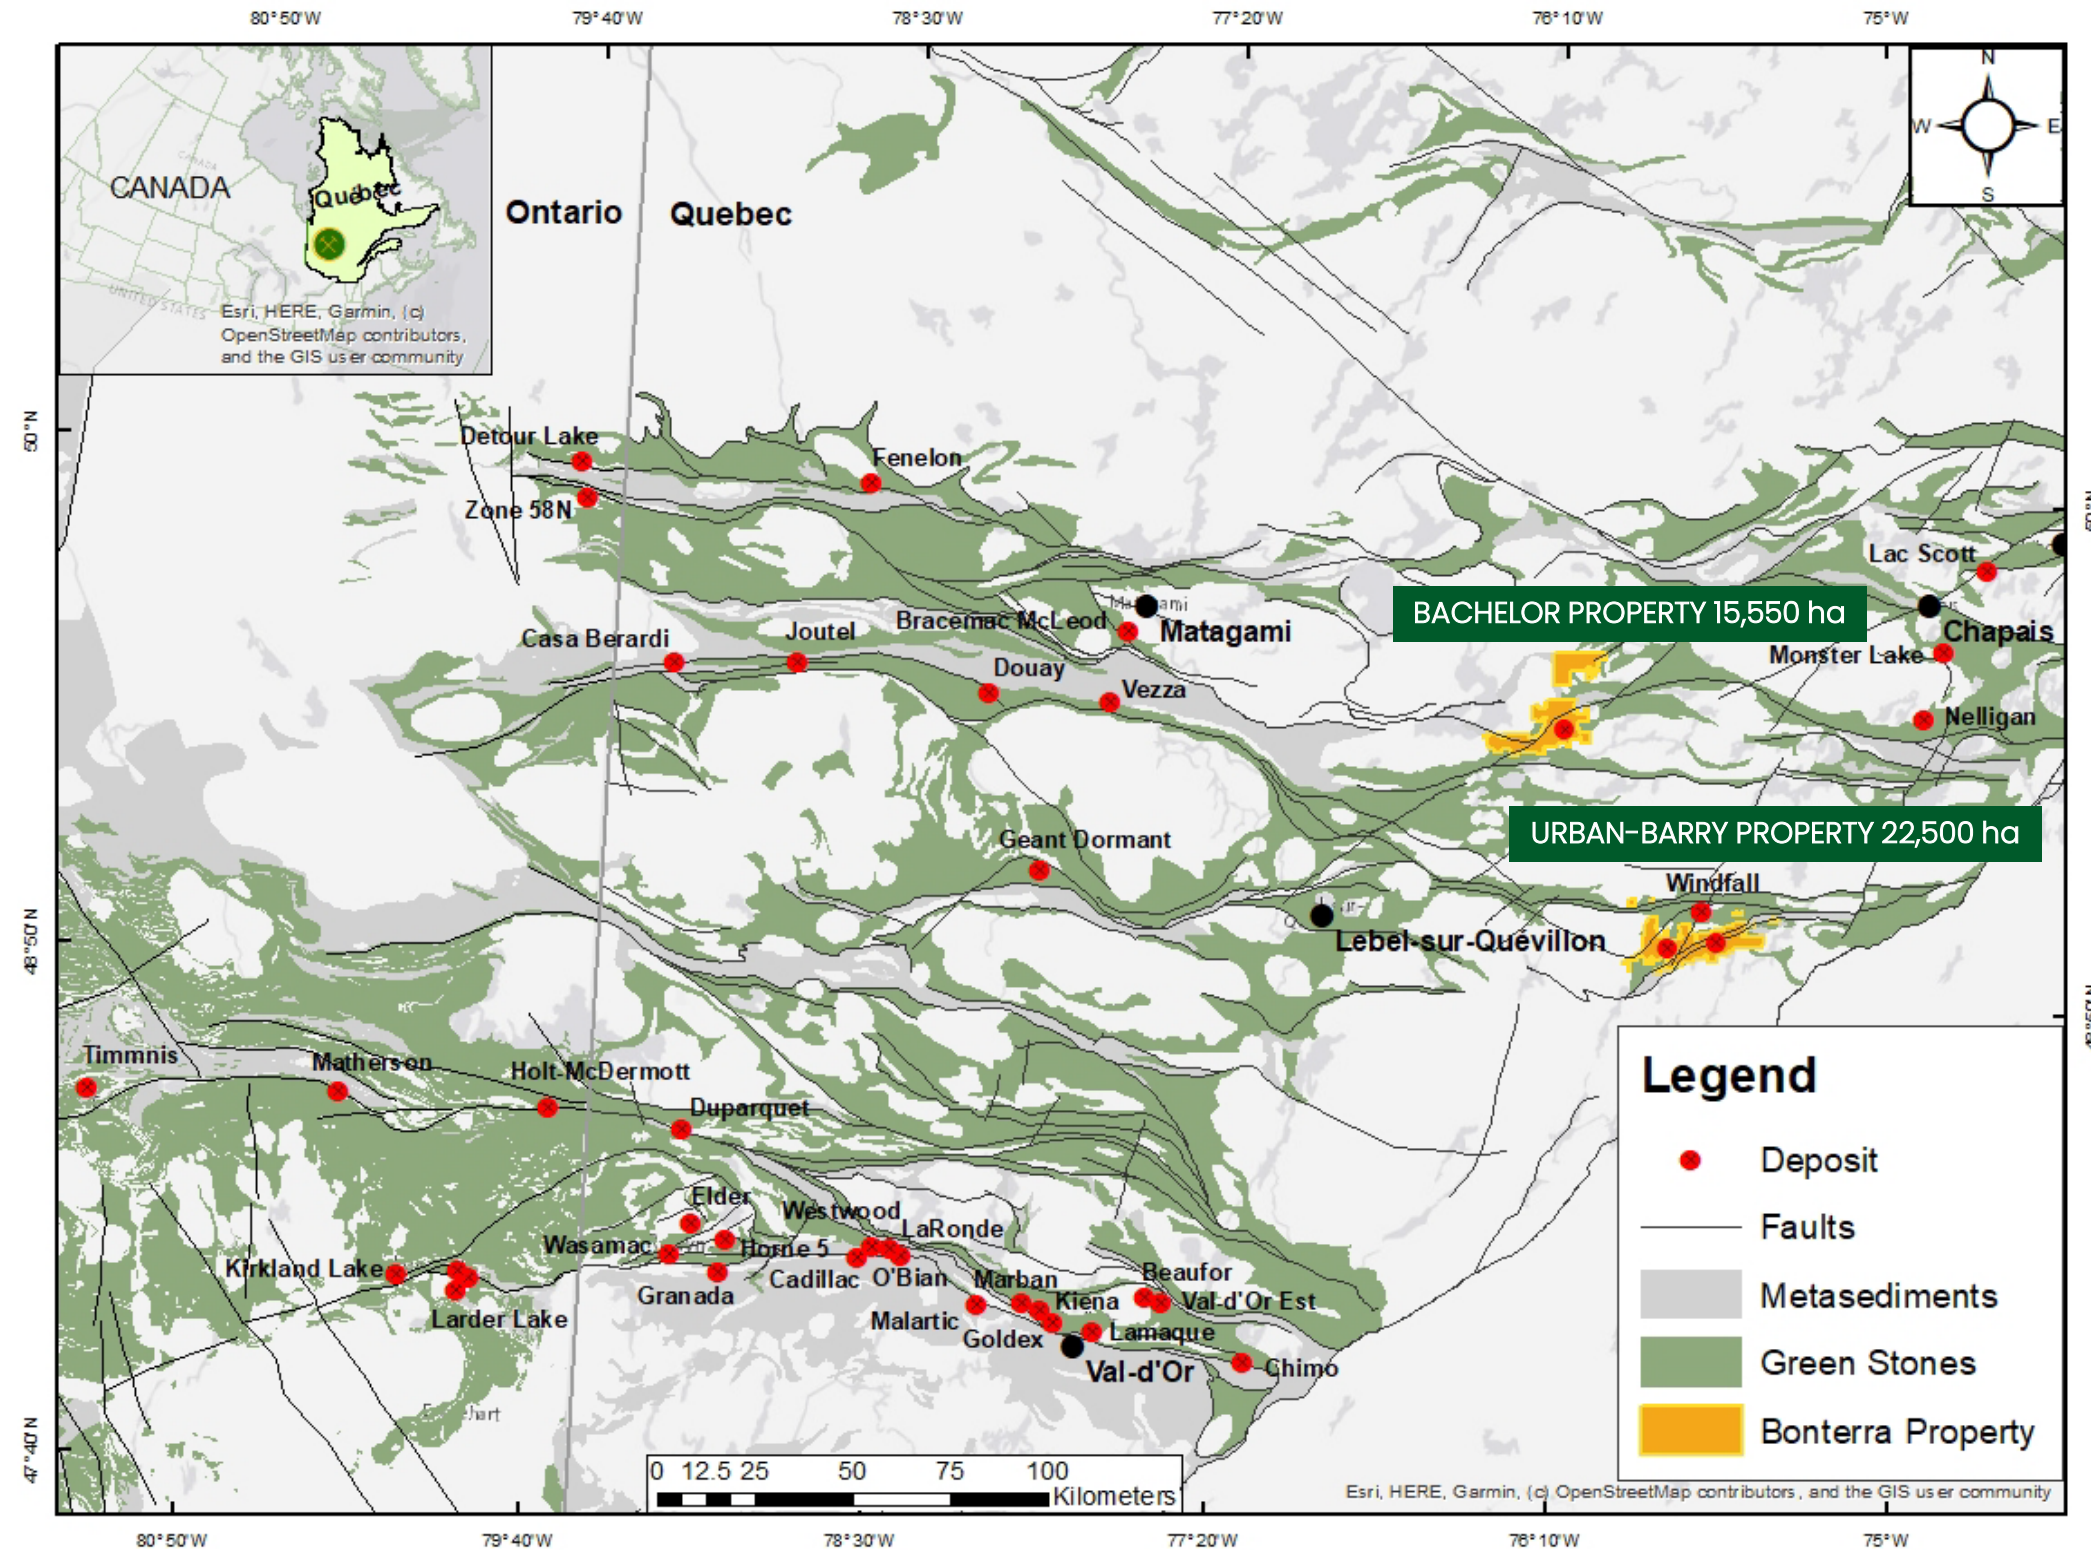 80°50'W
79°40'W
78°30'W
77°20'W
76°10'W
75°W
N
W
E
S
CANADA
Québec
UNITED STATES
Esri, HERE, Garmin, (c)
OpenStreetMap contributors,
and the GIS user community
Ontario
Quebec
50°N
Detour Lake
Fenelon
Zone 58N
Lac Scott
BACHELOR PROPERTY 15,550 ha
Bracemac McLeod
Matagami
Chapais
Casa Berardi
Joutel
Monster Lake
Douay
Vezza
Nelligan
URBAN-BARRY PROPERTY 22,500 ha
Geant Dormant
Windfall
48°50'N
Lebel-sur-Quevillon
Timmnis
Matherson
Holt-McDermott
Duparquet
Elder
Westwood
LaRonde
Wasamac
Horne 5
Kirkland Lake
Cadillac
O'Bian
Marban
Beaufor
Granada
Kiena
Val-d'Or Est
Larder Lake
Malartic
Goldex
Lamaque
Val-d'Or
Chimo
47°40'N
Legend
Deposit
Faults
Metasediments
Green Stones
Bonterra Property
0 12.5 25 50 75 100
Kilometers
Esri, HERE, Garmin, (c) OpenStreetMap contributors, and the GIS user community
80°50'W
79°40'W
78°30'W
77°20'W
76°10'W
75°W